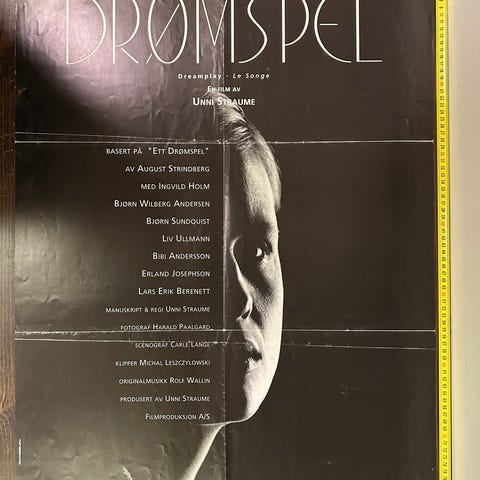 DRØMSPEL
Dreamplay - Le Songe
EN FILM AV
UNNI STRAUME
BASERT PÅ "ETT DRØMSPEL"
AV AUGUST STRINDBERG
MED INGVILD HOLM
BJØRN WILBERG ANDERSEN
BJØRN SUNDQUIST
LIV ULLMANN
BIBI ANDERSSON
ERLAND JOSEPHSON
LARS ERIK BERENETT
MANUSKRIPT & REGI UNNI STRAUME
FOTOGRAF HARALD PAALGARD
SCENOGRAF CARLE LANGE
KLIPPER MICHAL LESZCZYLOWSKI
ORIGINALMUSIKK ROLF WALLIN
PRODUSERT AV UNNI STRAUME
FILMPRODUKSJON A/S